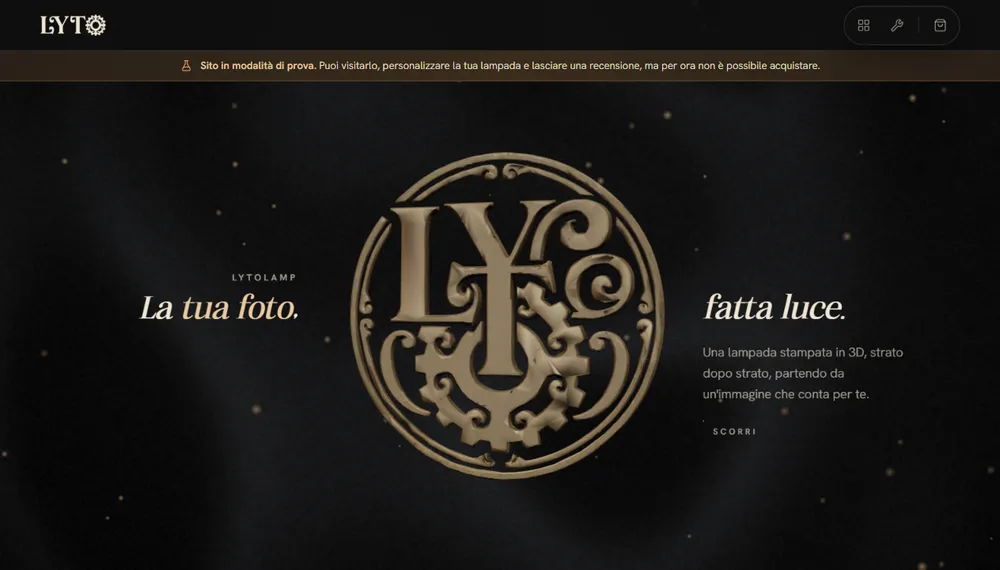 LYTO
Sito in modalità di prova. Puoi visitarlo, personalizzare la tua lampada e lasciare una recensione, ma per ora non è possibile acquistare.
LYTO
LYTOLAMP
La tua foto.
fatta luce.
Una lampada stampata in 3D, strato
dopo strato, partendo da
un'immagine che conta per te.
SCORRI